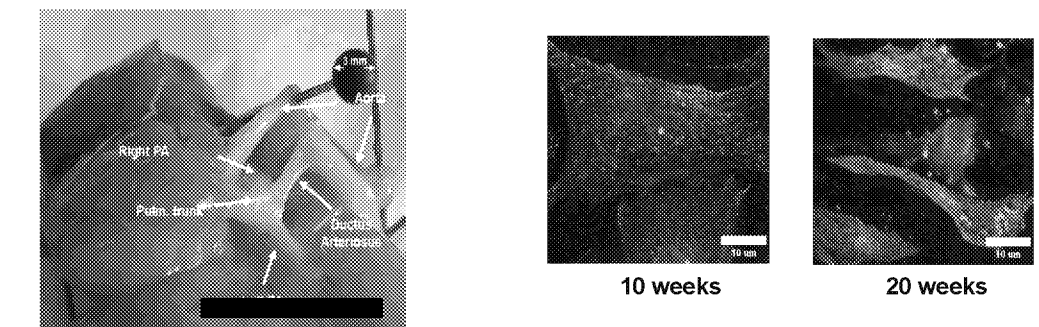 3 mm
Aorta
Right PA
Pulm. trunk
Ductus
Arteriosus
10 um
10 um
10 weeks
20 weeks